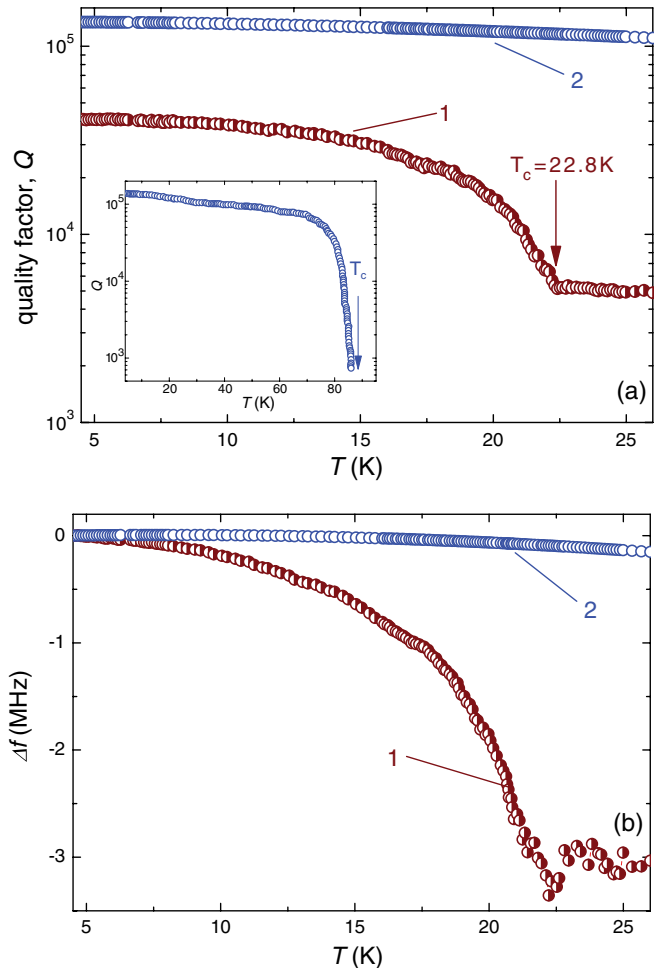 10^5
10^4
10^3
quality factor, Q
2
1
T_c=22.8K
10^5
10^4
10^3
Q
T_c
20 40 60 80
T (K)
(a)
5 10 15 20 25
T (K)
0
-1
-2
-3
Δf (MHz)
2
1
(b)
5 10 15 20 25
T (K)